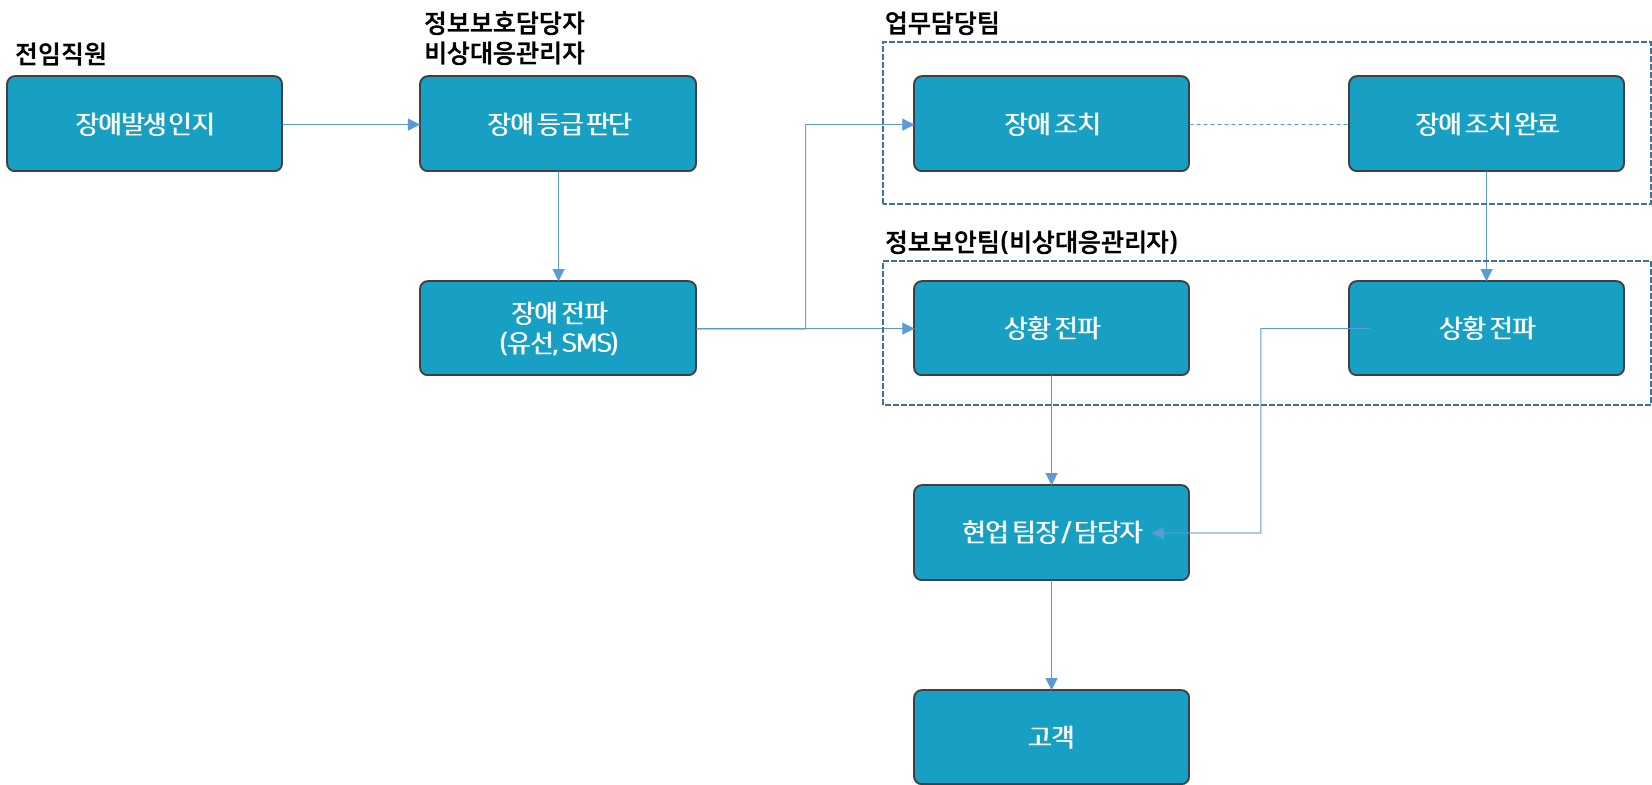 전임직원
장애발생 인지
정보보호담당자
비상대응관리자
장애 등급 판단
장애 전파
(유선, SMS)
업무담당팀
장애 조치
장애 조치 완료
정보보안팀(비상대응관리자)
상황 전파
상황 전파
현업 팀장 / 담당자
고객